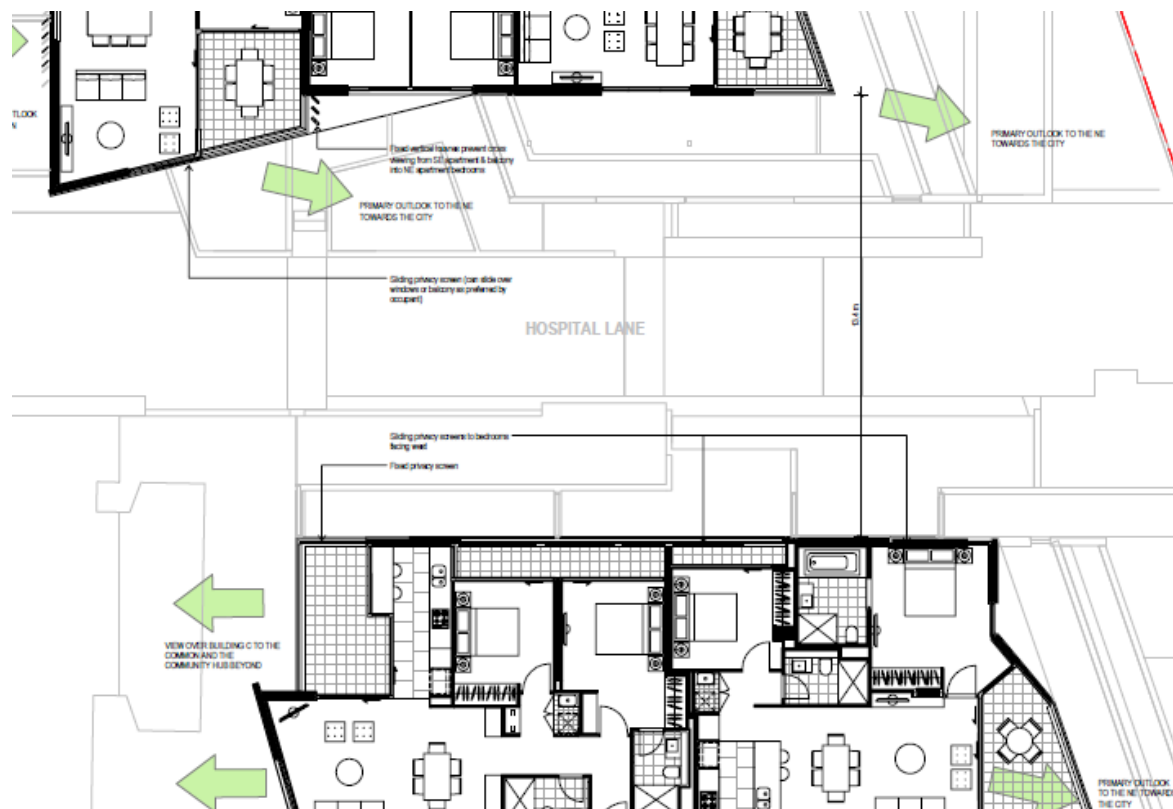 TLOOK
N
PRIMARY OUTLOOK TO THE NE
TOWARDS THE CITY
Fixed vertical louvres prevent cross
viewing from SE apartment & balcony
into NE apartment bedrooms
PRIMARY OUTLOOK TO THE NE
TOWARDS THE CITY
Sliding privacy screen (can slide over
windows or balcony as preferred by
occupant)
HOSPITAL LANE
13.4 m
Sliding privacy screens to bedrooms
facing west
Fixed privacy screen
VIEW OVER BUILDING C TO THE
COMMON AND THE
COMMUNITY HUB BEYOND
PRIMARY OUTLOOK
TO THE NE TOWARDS
THE CITY